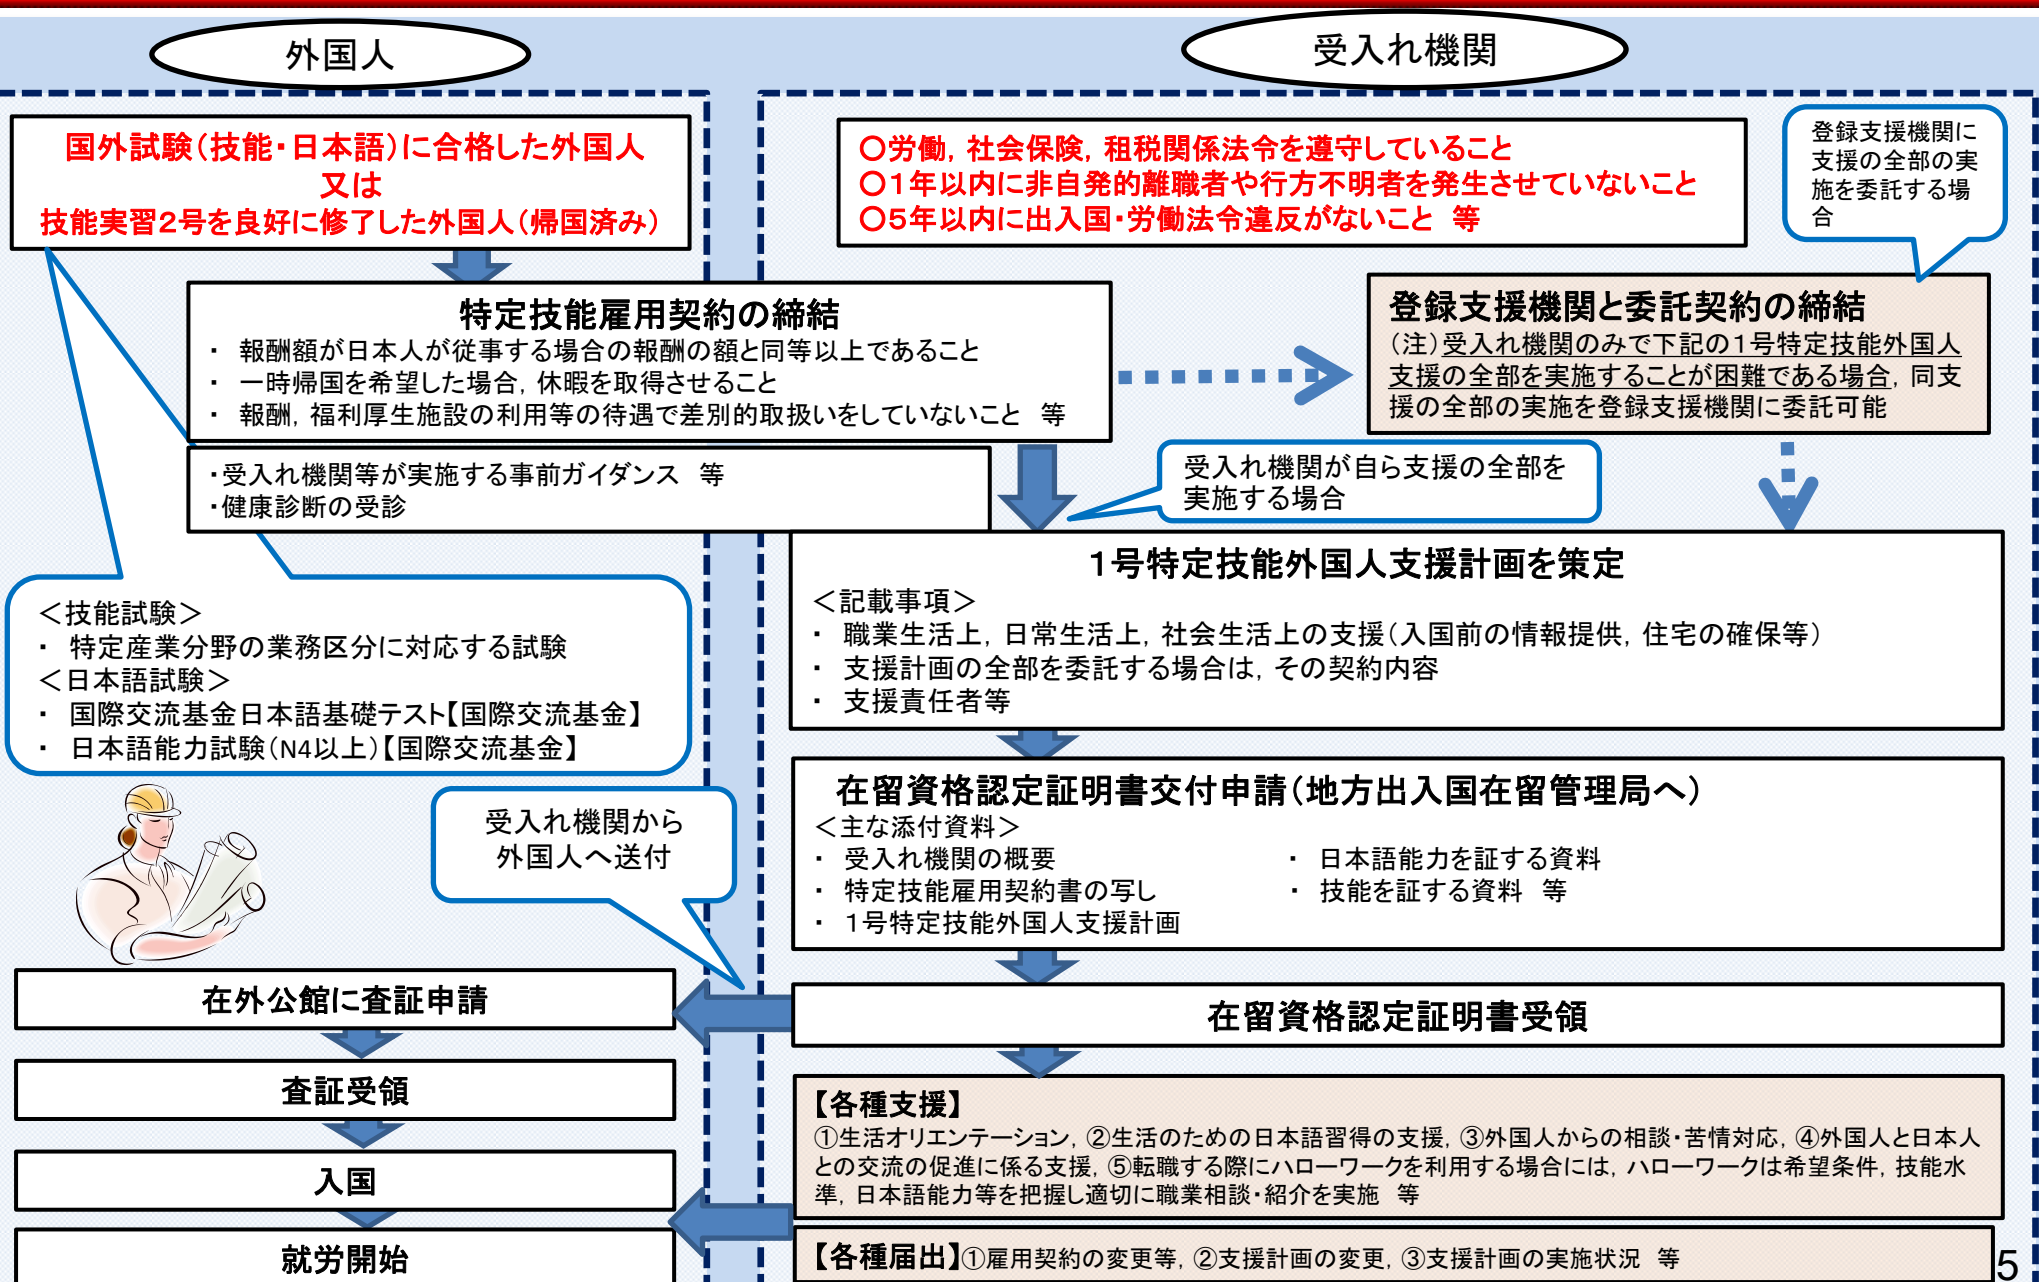 外国人
受入れ機関
国外試験（技能・日本語）に合格した外国人
又は
技能実習２号を良好に修了した外国人（帰国済み）
○労働，社会保険，租税関係法令を遵守していること
○１年以内に非自発的離職者や行方不明者を発生させていないこと
○５年以内に出入国・労働法令違反がないこと　等
登録支援機関に
支援の全部の実
施を委託する場
合
特定技能雇用契約の締結
・ 報酬額が日本人が従事する場合の報酬の額と同等以上であること
・ 一時帰国を希望した場合，休暇を取得させること
・ 報酬，福利厚生施設の利用等の待遇で差別的取扱いをしていないこと　等
登録支援機関と委託契約の締結
（注）受入れ機関のみで下記の１号特定技能外国人
支援の全部を実施することが困難である場合，同支
援の全部の実施を登録支援機関に委託可能
・受入れ機関等が実施する事前ガイダンス　等
・健康診断の受診
受入れ機関が自ら支援の全部を
実施する場合
１号特定技能外国人支援計画を策定
＜記載事項＞
・ 職業生活上，日常生活上，社会生活上の支援（入国前の情報提供，住宅の確保等）
・ 支援計画の全部を委託する場合は，その契約内容
・ 支援責任者等
＜技能試験＞
・ 特定産業分野の業務区分に対応する試験
＜日本語試験＞
・ 国際交流基金日本語基礎テスト【国際交流基金】
・ 日本語能力試験（N4以上）【国際交流基金】
在留資格認定証明書交付申請（地方出入国在留管理局へ）
＜主な添付資料＞
・ 受入れ機関の概要
・ 特定技能雇用契約書の写し
・ １号特定技能外国人支援計画
・ 日本語能力を証する資料
・ 技能を証する資料　等
受入れ機関から
外国人へ送付
在外公館に査証申請
在留資格認定証明書受領
査証受領
入国
就労開始
【各種支援】
①生活オリエンテーション，②生活のための日本語習得の支援，③外国人からの相談・苦情対応，④外国人と日本人
との交流の促進に係る支援，⑤転職する際にハローワークを利用する場合には，ハローワークは希望条件，技能水
準，日本語能力等を把握し適切に職業相談・紹介を実施　等
【各種届出】①雇用契約の変更等，②支援計画の変更，③支援計画の実施状況　等
5